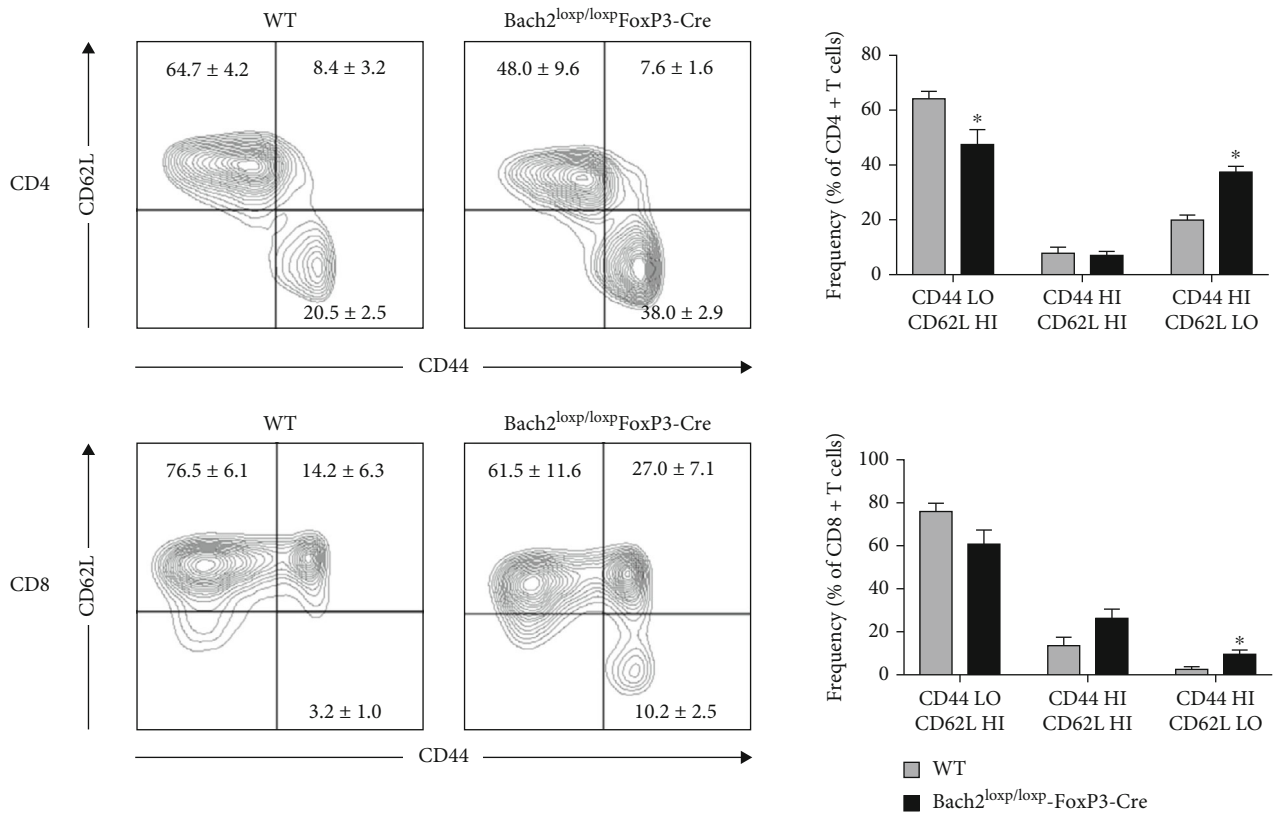 WT
Bach2loxp/loxpFoxP3-Cre
64.7 ± 4.2
8.4 ± 3.2
20.5 ± 2.5
48.0 ± 9.6
7.6 ± 1.6
38.0 ± 2.9
CD4
CD62L
CD44
Frequency (% of CD4 + T cells)
80
60
40
20
0
*
*
CD44 LO
CD62L HI
CD44 HI
CD62L HI
CD44 HI
CD62L LO
WT
Bach2loxp/loxpFoxP3-Cre
76.5 ± 6.1
14.2 ± 6.3
3.2 ± 1.0
61.5 ± 11.6
27.0 ± 7.1
10.2 ± 2.5
CD8
CD62L
CD44
Frequency (% of CD8 + T cells)
100
80
60
40
20
0
*
CD44 LO
CD62L HI
CD44 HI
CD62L HI
CD44 HI
CD62L LO
WT
Bach2loxp/loxp-FoxP3-Cre